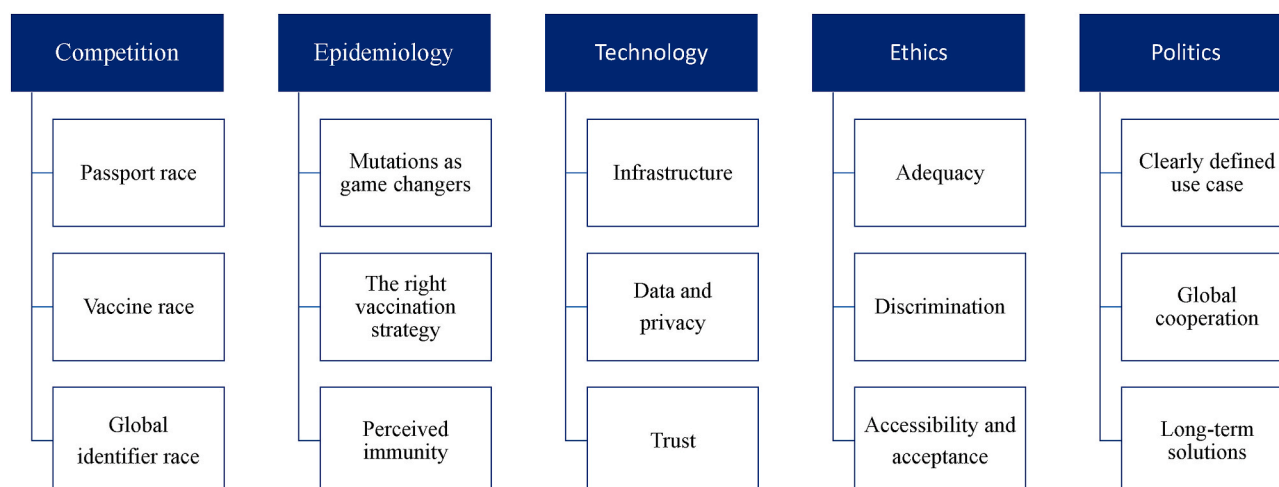 Competition
Passport race
Vaccine race
Global
identifier race
Epidemiology
Mutations as
game changers
The right
vaccination
strategy
Perceived
immunity
Technology
Infrastructure
Data and
privacy
Trust
Ethics
Adequacy
Discrimination
Accessibility and
acceptance
Politics
Clearly defined
use case
Global
cooperation
Long-term
solutions